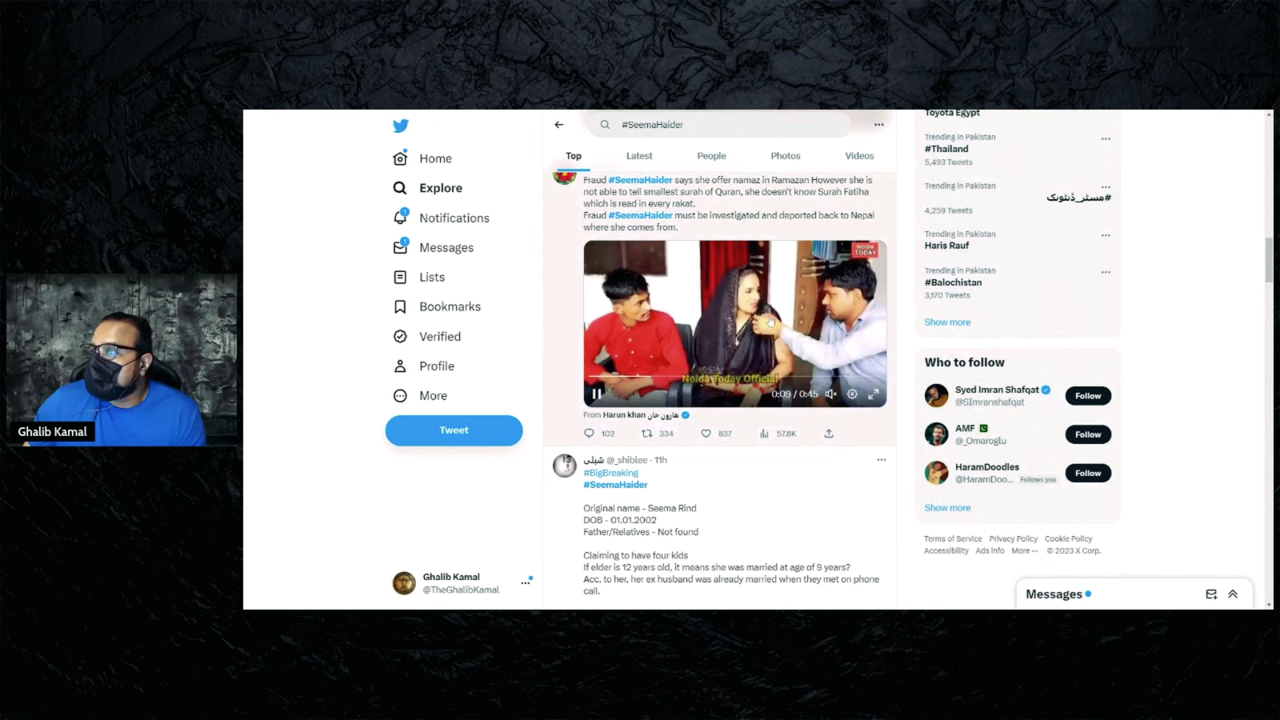 Ghalib Kamal
Home
Explore
Notifications
Messages
Lists
Bookmarks
Verified
Profile
More
Tweet
Ghalib Kamal
@TheGhalibKamal
#SeemaHaider
Top
Latest
People
Photos
Videos
Fraud #SeemaHaider says she offer namaz in Ramazan However she is
not able to tell smallest surah of Quran, she doesn't know Surah Fatiha
which is read in every rakat.
Fraud #SeemaHaider must be investigated and deported back to Nepal
where she comes from.
NOIDA
TODAY
Noida Today Official
0:09 / 0:45
From Harun khan ہارون خان
102
334
837
57.8K
شبلی @_shiblee · 11h
#BigBreaking
#SeemaHaider
Original name - Seema Rind
DOB - 01.01.2002
Father/Relatives - Not found
Claiming to have four kids
If elder is 12 years old, it means she was married at age of 9 years?
Acc. to her, her ex husband was already married when they met on phone
call.
Toyota Egypt
Trending in Pakistan
#Thailand
5,493 Tweets
Trending in Pakistan
#مسٹر_ڈنٹونک
4,259 Tweets
Trending in Pakistan
Haris Rauf
Trending in Pakistan
#Balochistan
3,170 Tweets
Show more
Who to follow
Syed Imran Shafqat
@SImranshafqat
Follow
AMF
@_Omaroglu
Follow
HaramDoodles
@HaramDoo... Follows you
Follow
Show more
Terms of Service Privacy Policy Cookie Policy
Accessibility Ads info More ··· © 2023 X Corp.
Messages